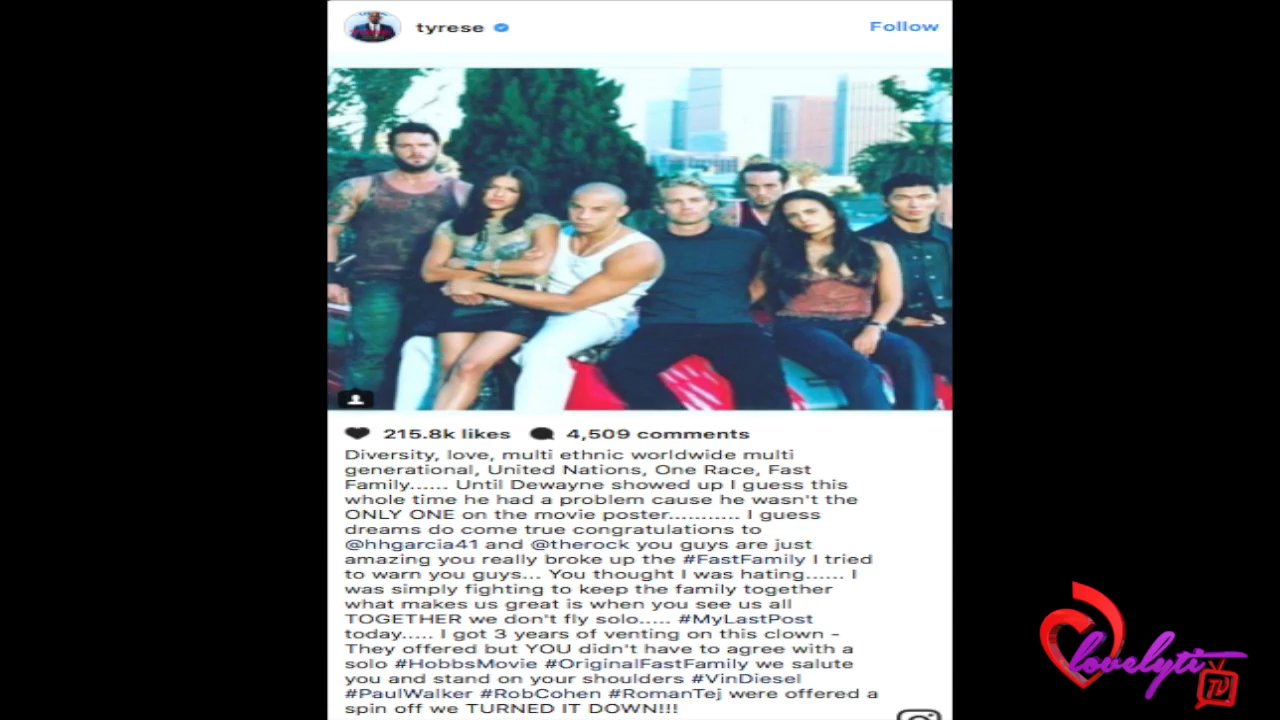 tyrese
Follow
215.8k likes 4,509 comments
Diversity, love, multi ethnic worldwide multi
generational, United Nations, One Race, Fast
Family...... Until Dewayne showed up I guess this
whole time he had a problem cause he wasn't the
ONLY ONE on the movie poster........... I guess
dreams do come true congratulations to
@hhgarcia41 and @therock you guys are just
amazing you really broke up the #FastFamily I tried
to warn you guys... You thought I was hating...... I
was simply fighting to keep the family together
what makes us great is when you see us all
TOGETHER we don't fly solo..... #MyLastPost
today..... I got 3 years of venting on this clown -
They offered but YOU didn't have to agree with a
solo #HobbsMovie #OriginalFastFamily we salute
you and stand on your shoulders #VinDiesel
#PaulWalker #RobCohen #RomanTej were offered a
spin off we TURNED IT DOWN!!!
lovelyti
TV